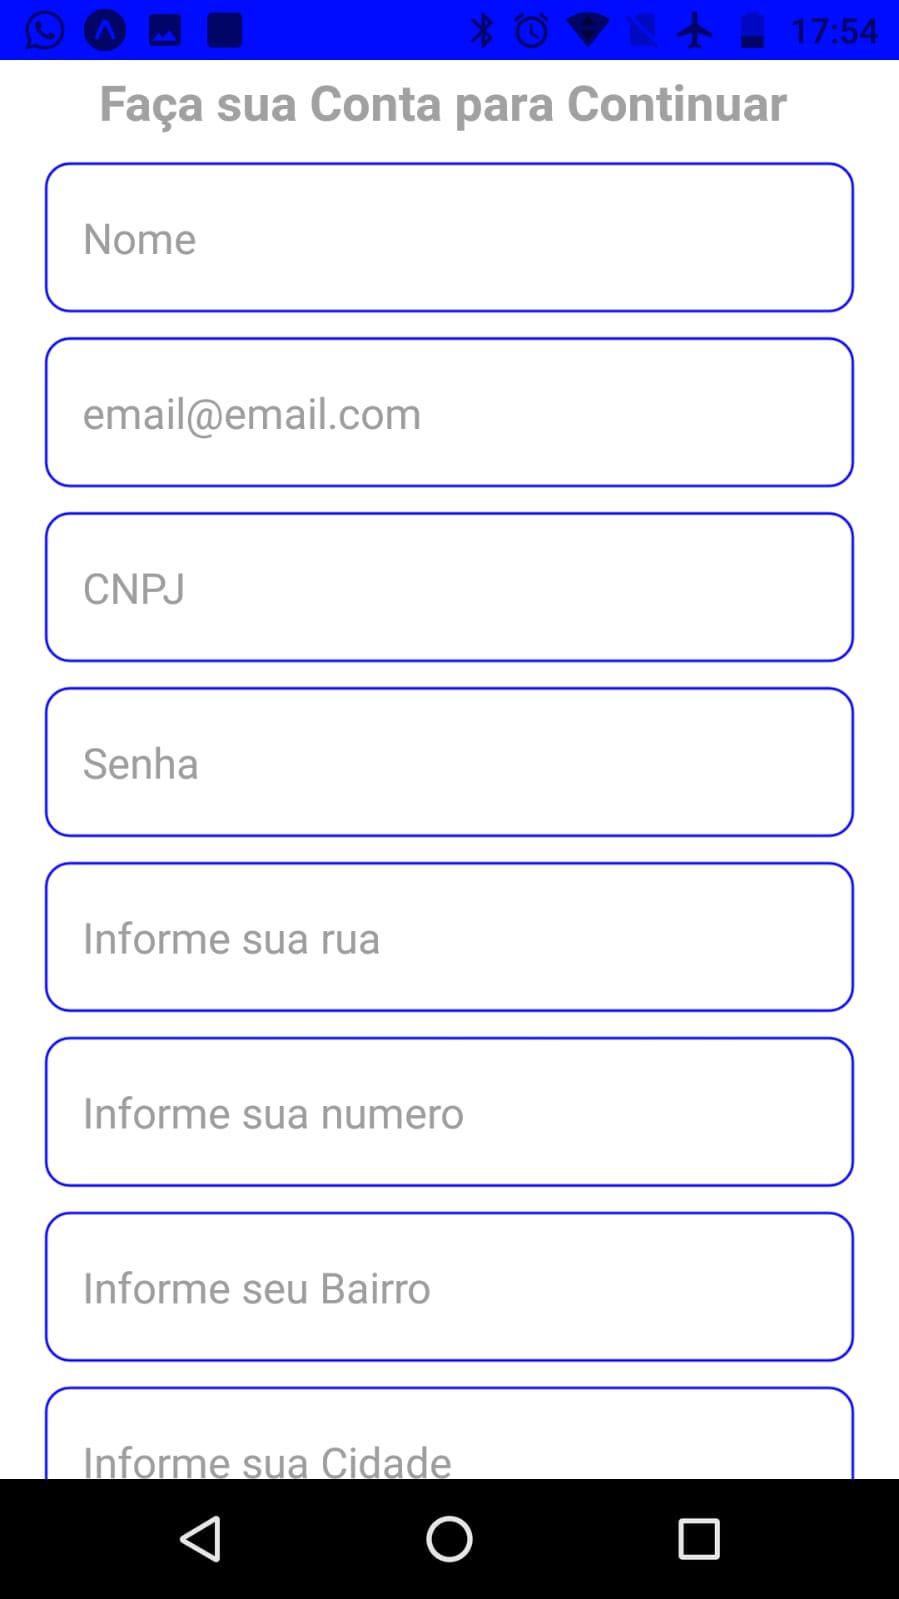 17:54
Faça sua Conta para Continuar
Nome
email@email.com
CNPJ
Senha
Informe sua rua
Informe sua numero
Informe seu Bairro
Informe sua Cidade